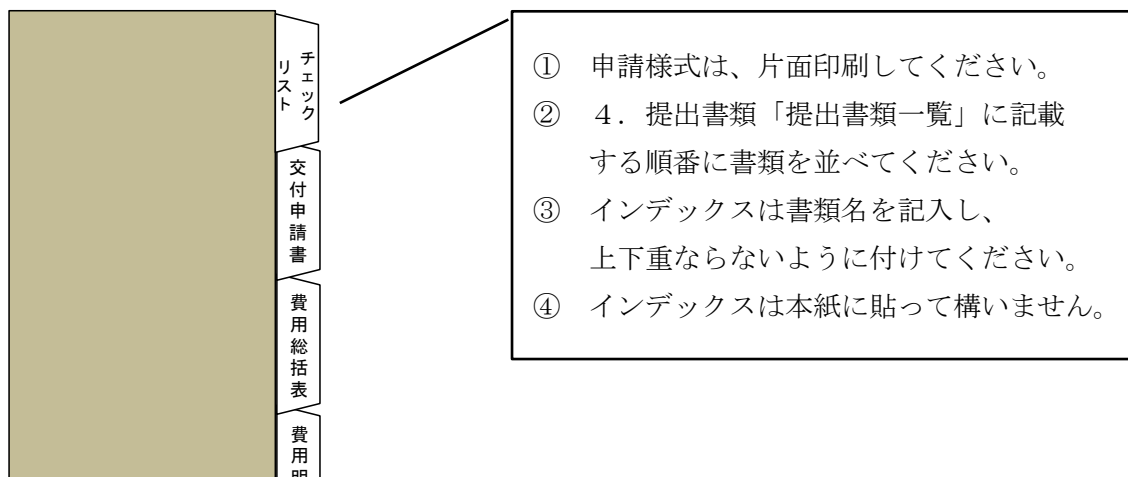 チェック
リスト
交付申請書
費用総括表
費用明
① 申請様式は、片面印刷してください。
② ４．提出書類「提出書類一覧」に記載
する順番に書類を並べてください。
③ インデックスは書類名を記入し、
上下重ならないように付けてください。
④ インデックスは本紙に貼って構いません。